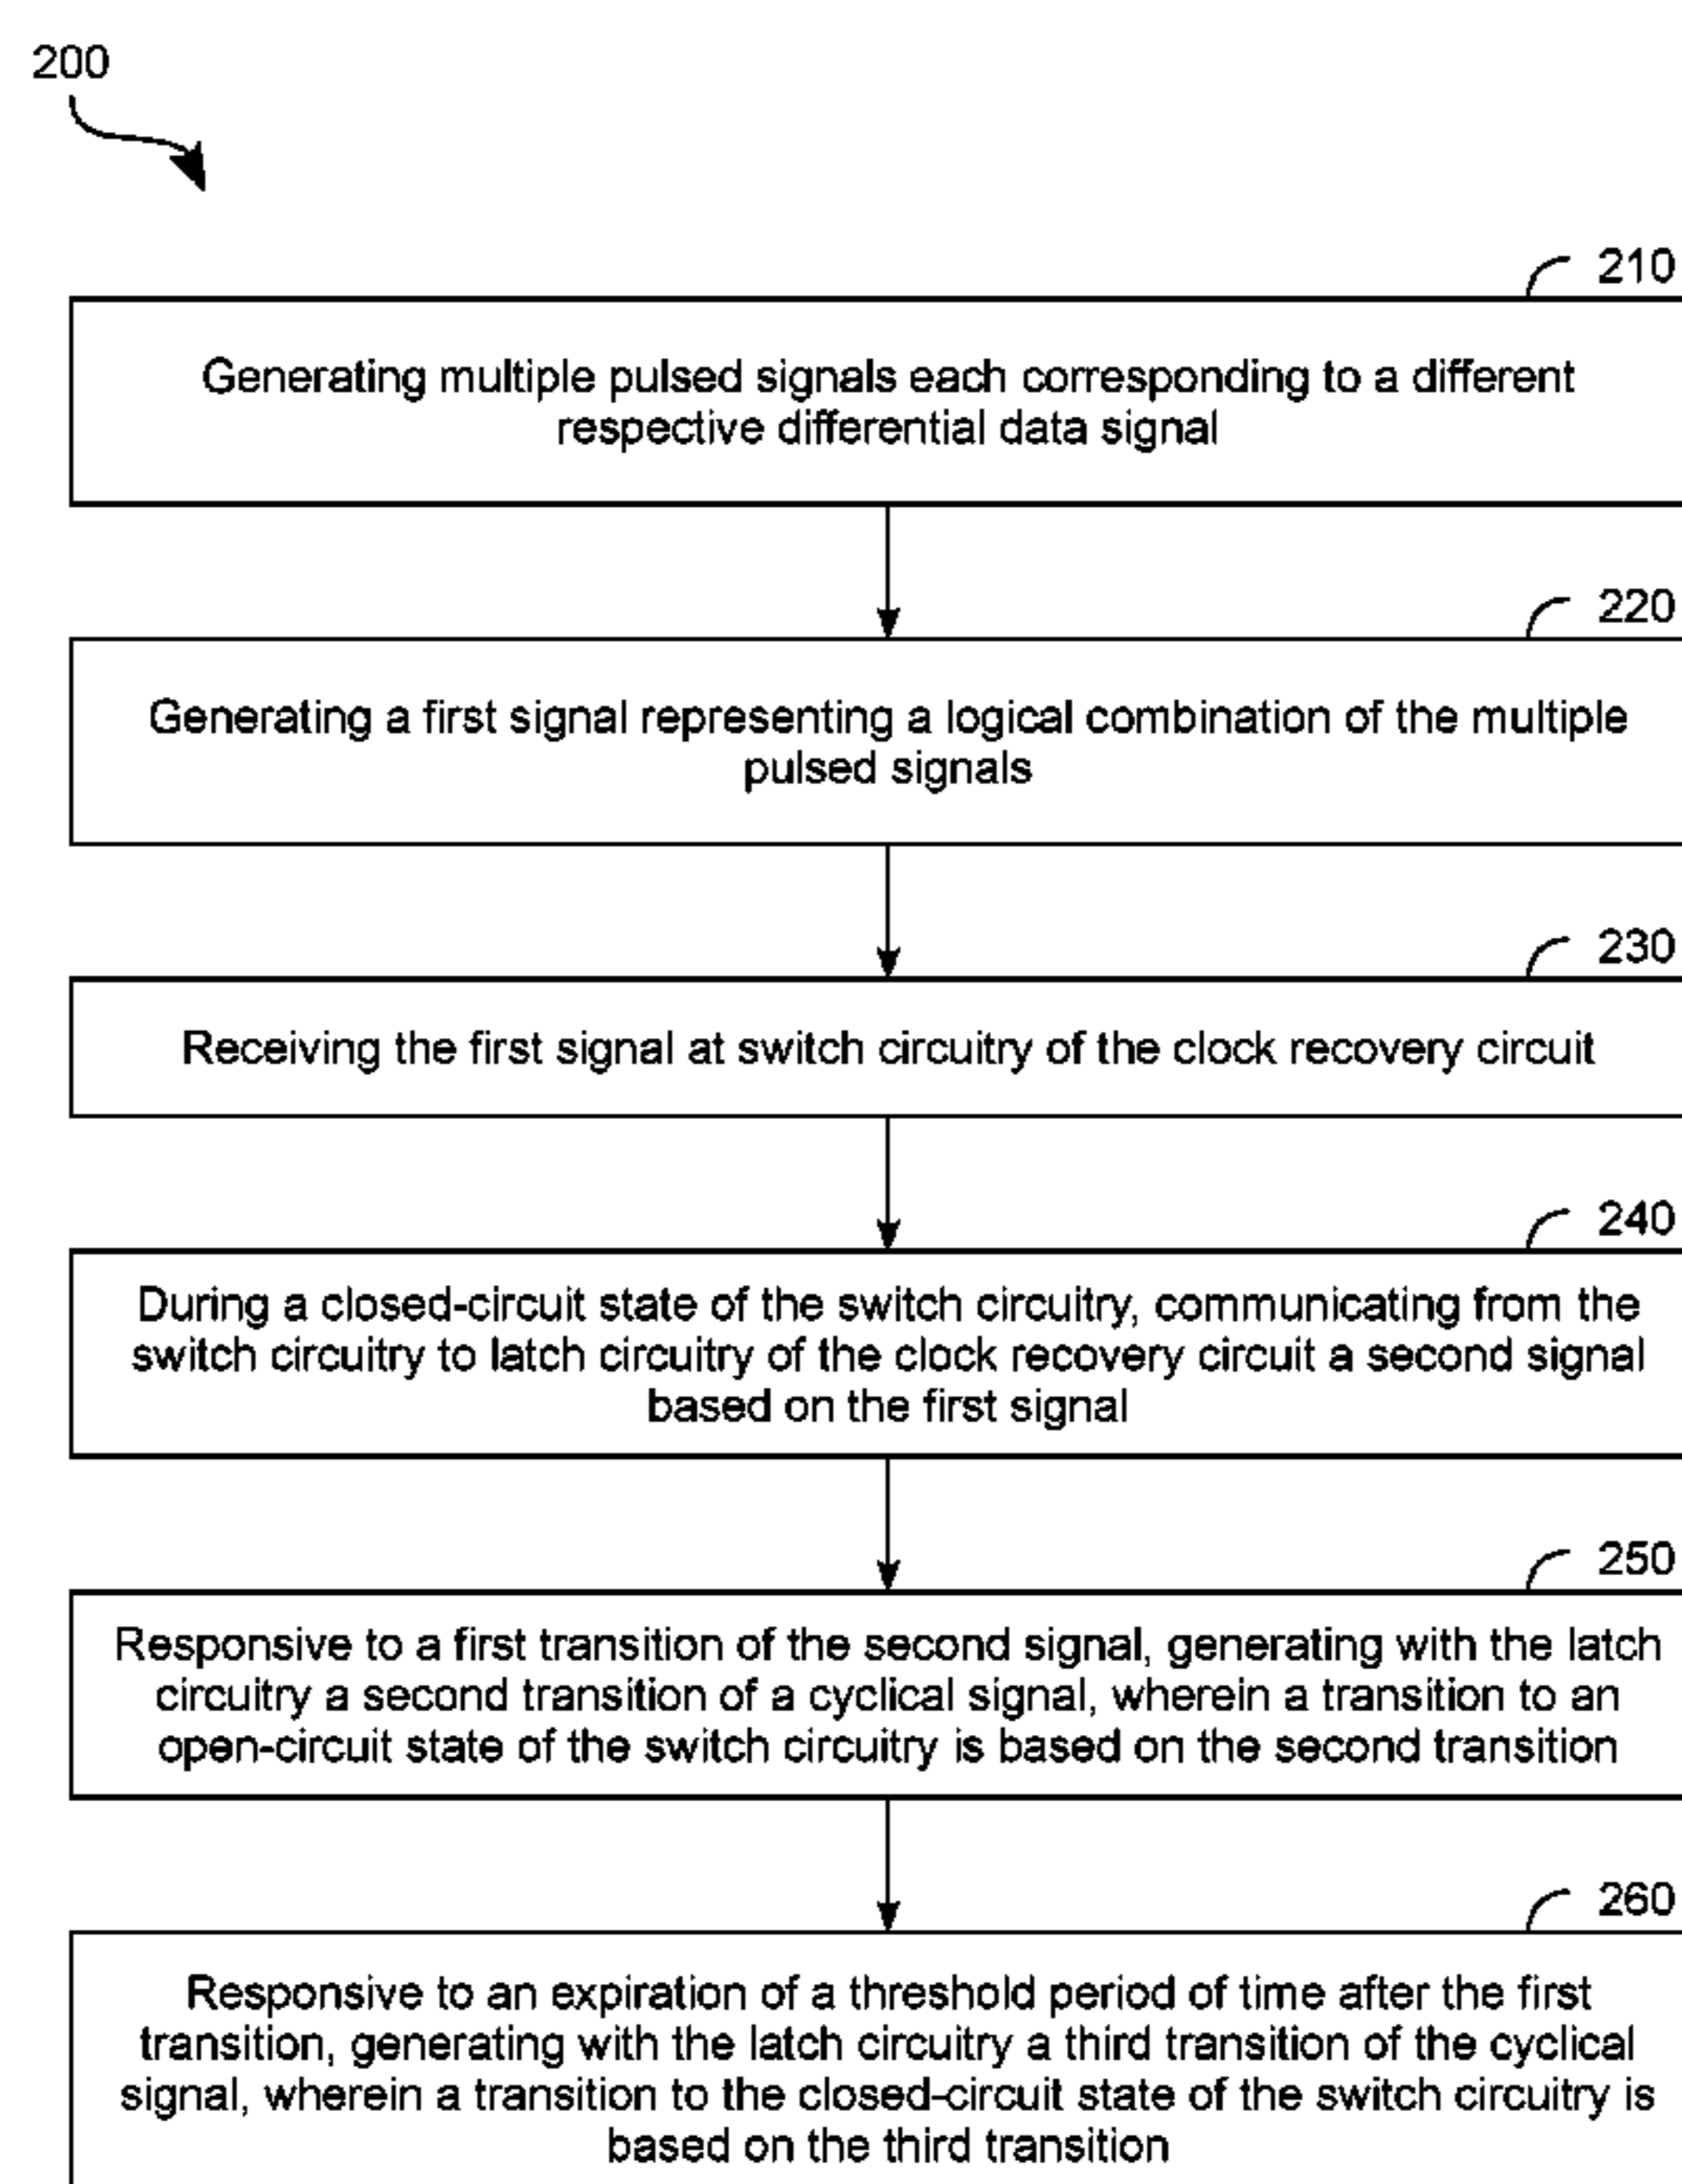 200
210
Generating multiple pulsed signals each corresponding to a different
respective differential data signal
220
Generating a first signal representing a logical combination of the multiple
pulsed signals
230
Receiving the first signal at switch circuitry of the clock recovery circuit
240
During a closed-circuit state of the switch circuitry, communicating from the
switch circuitry to latch circuitry of the clock recovery circuit a second signal
based on the first signal
250
Responsive to a first transition of the second signal, generating with the latch
circuitry a second transition of a cyclical signal, wherein a transition to an
open-circuit state of the switch circuitry is based on the second transition
260
Responsive to an expiration of a threshold period of time after the first
transition, generating with the latch circuitry a third transition of the cyclical
signal, wherein a transition to the closed-circuit state of the switch circuitry is
based on the third transition